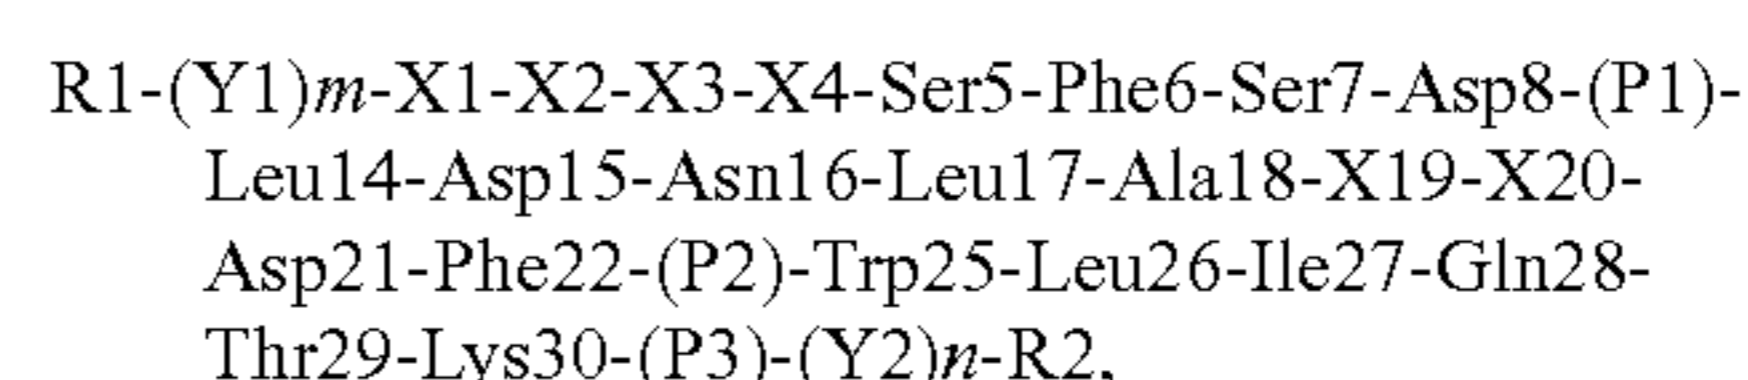 R1-(Y1)m-X1-X2-X3-X4-Ser5-Phe6-Ser7-Asp8-(P1)-
Leu14-Asp15-Asn16-Leu17-Ala18-X19-X20-
Asp21-Phe22-(P2)-Trp25-Leu26-Ile27-Gln28-
Thr29-Lys30-(P3)-(Y2)n-R2,